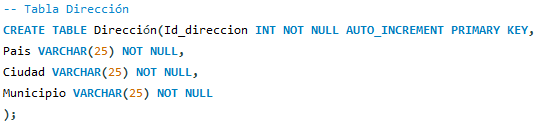 -- Tabla Dirección
CREATE TABLE Dirección(Id_direccion INT NOT NULL AUTO_INCREMENT PRIMARY KEY,
Pais VARCHAR(25) NOT NULL,
Ciudad VARCHAR(25) NOT NULL,
Municipio VARCHAR(25) NOT NULL
);